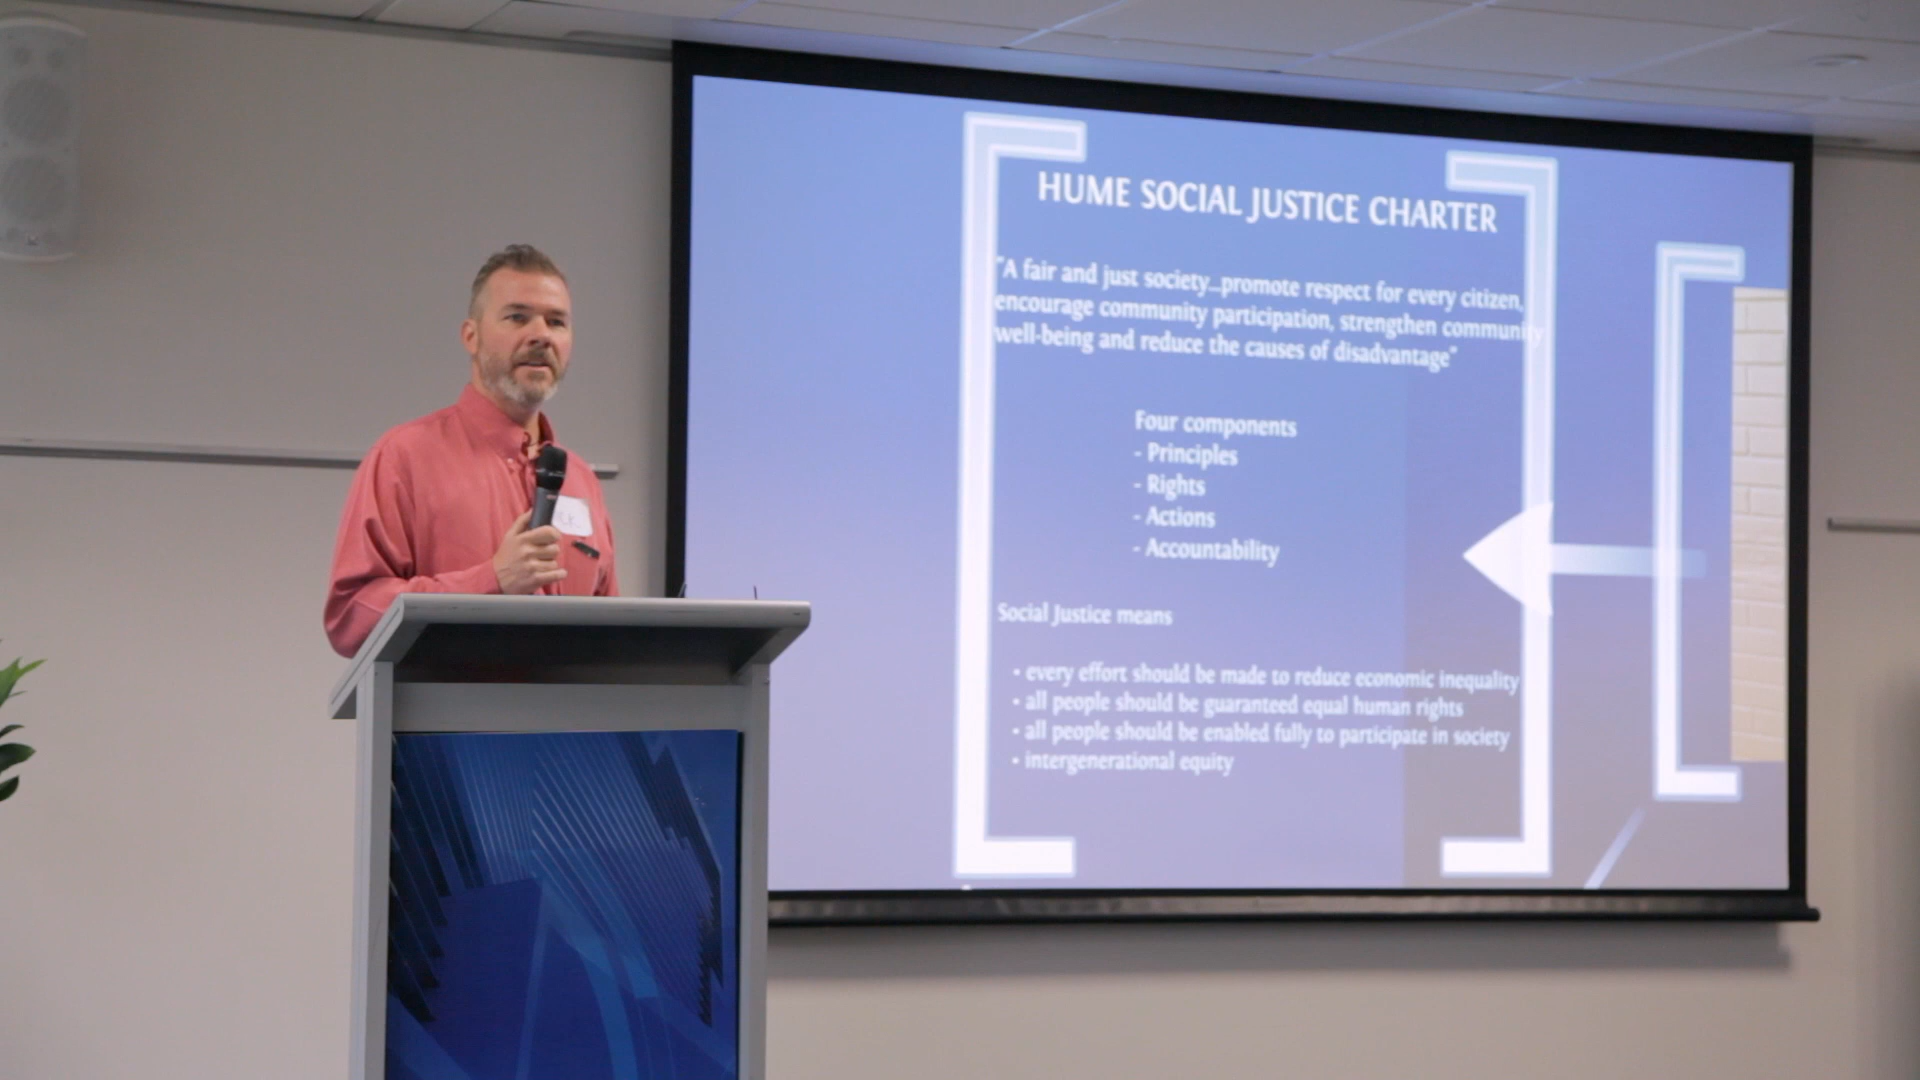 HUME SOCIAL JUSTICE CHARTER
"A fair and just society...promote respect for every citizen,
encourage community participation, strengthen community
well-being and reduce the causes of disadvantage"
Four components
- Principles
- Rights
- Actions
- Accountability
Social Justice means
• every effort should be made to reduce economic inequality
• all people should be guaranteed equal human rights
• all people should be enabled fully to participate in society
• intergenerational equity